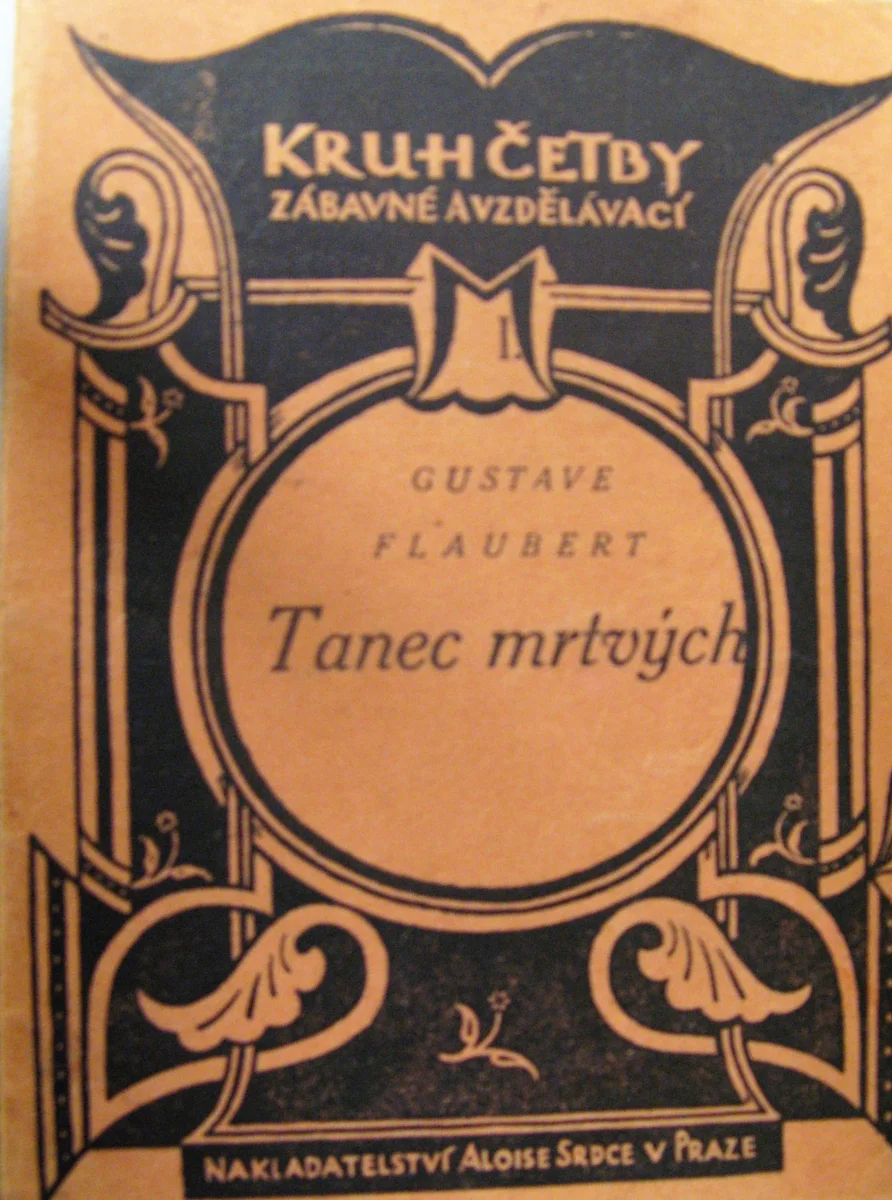 KRUH ČETBY
ZÁBAVNÉ A VZDĚLÁVACÍ
I.
GUSTAVE
FLAUBERT
Tanec mrtvých
NAKLADATELSTVÍ ALOISE SRDCE V PRAZE